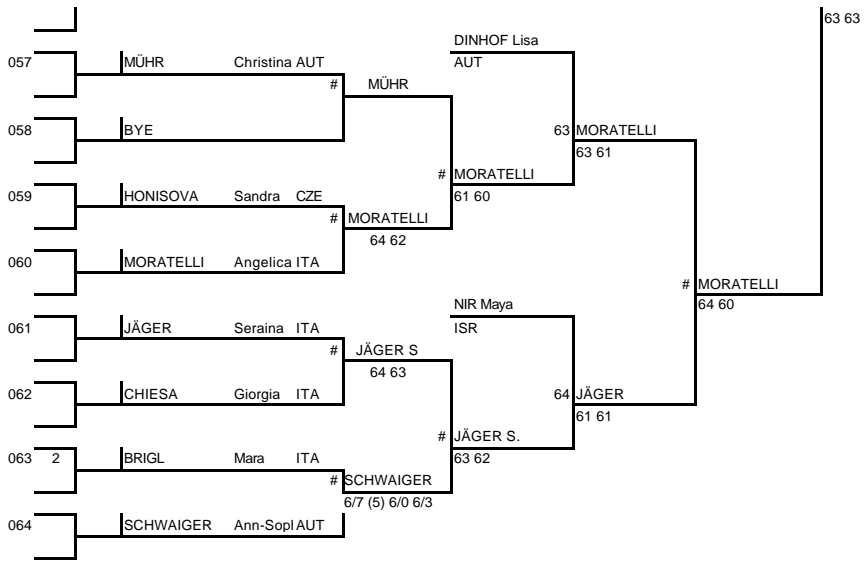 63 63
DINHOF Lisa
057 MÜHR Christina AUT AUT
# MÜHR
058 BYE 63 MORATELLI
63 61
# MORATELLI
059 HONISOVA Sandra CZE 61 60
# MORATELLI
64 62
060 MORATELLI Angelica ITA
# MORATELLI
NIR Maya 64 60
061 JÄGER Seraina ITA ISR
# JÄGER S
64 63
062 CHIESA Giorgia ITA 64 JÄGER
61 61
# JÄGER S.
063 2 BRIGL Mara ITA 63 62
# SCHWAIGER
6/7 (5) 6/0 6/3
064 SCHWAIGER Ann-Sopl AUT